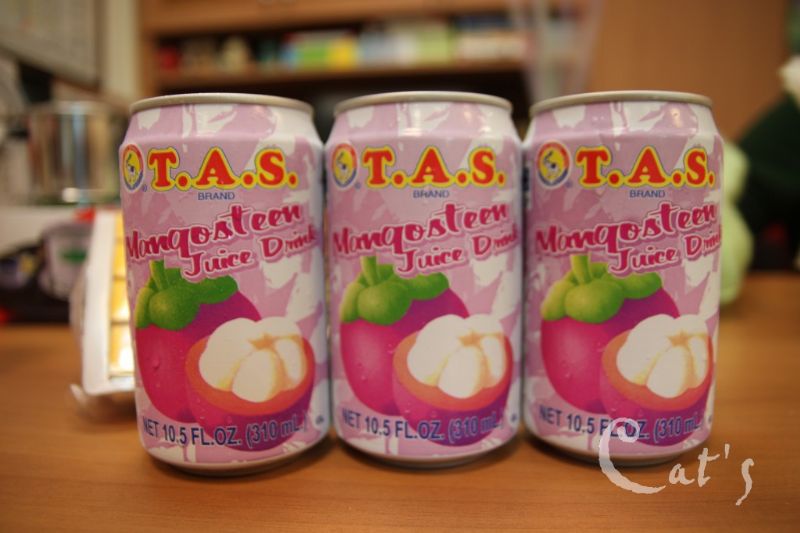 T.A.S.
BRAND
Mangosteen
Juice Drink
NET 10.5 FL.OZ. (310 mL.)
T.A.S.
BRAND
Mangosteen
Juice Drink
NET 10.5 FL.OZ. (310 mL.)
T.A.S.
BRAND
Mangosteen
Juice Drink
NET 10.5 FL.OZ. (310 mL.)
Cat's